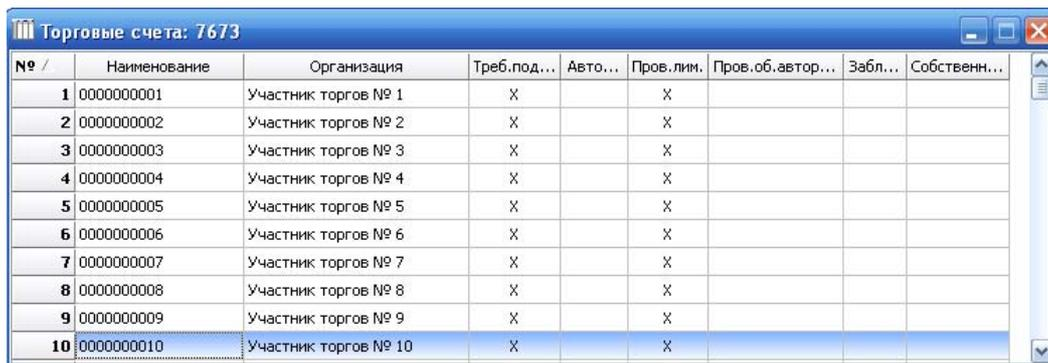 Торговые счета: 7673
№ / Наименование Организация Треб.под... Авто... Пров.лим. Пров.об.автор... Забл... Собственн...
1 0000000001 Участник торгов № 1 X X
2 0000000002 Участник торгов № 2 X X
3 0000000003 Участник торгов № 3 X X
4 0000000004 Участник торгов № 4 X X
5 0000000005 Участник торгов № 5 X X
6 0000000006 Участник торгов № 6 X X
7 0000000007 Участник торгов № 7 X X
8 0000000008 Участник торгов № 8 X X
9 0000000009 Участник торгов № 9 X X
10 0000000010 Участник торгов № 10 X X